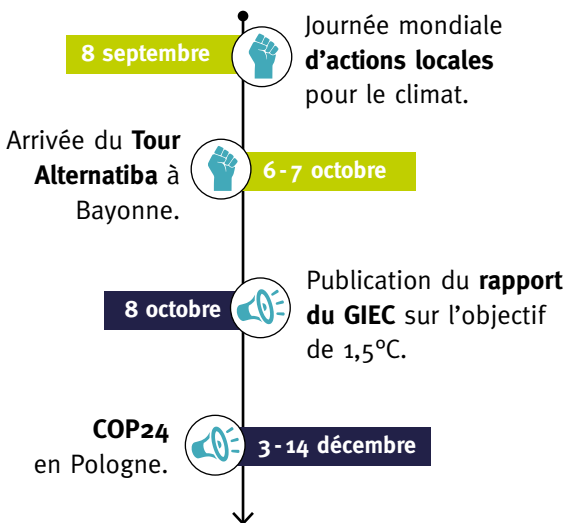 8 septembre
Journée mondiale
d'actions locales
pour le climat.
Arrivée du Tour
Alternatiba à
Bayonne.
6 - 7 octobre
8 octobre
Publication du rapport
du GIEC sur l'objectif
de 1,5°C.
COP24
en Pologne.
3 - 14 décembre